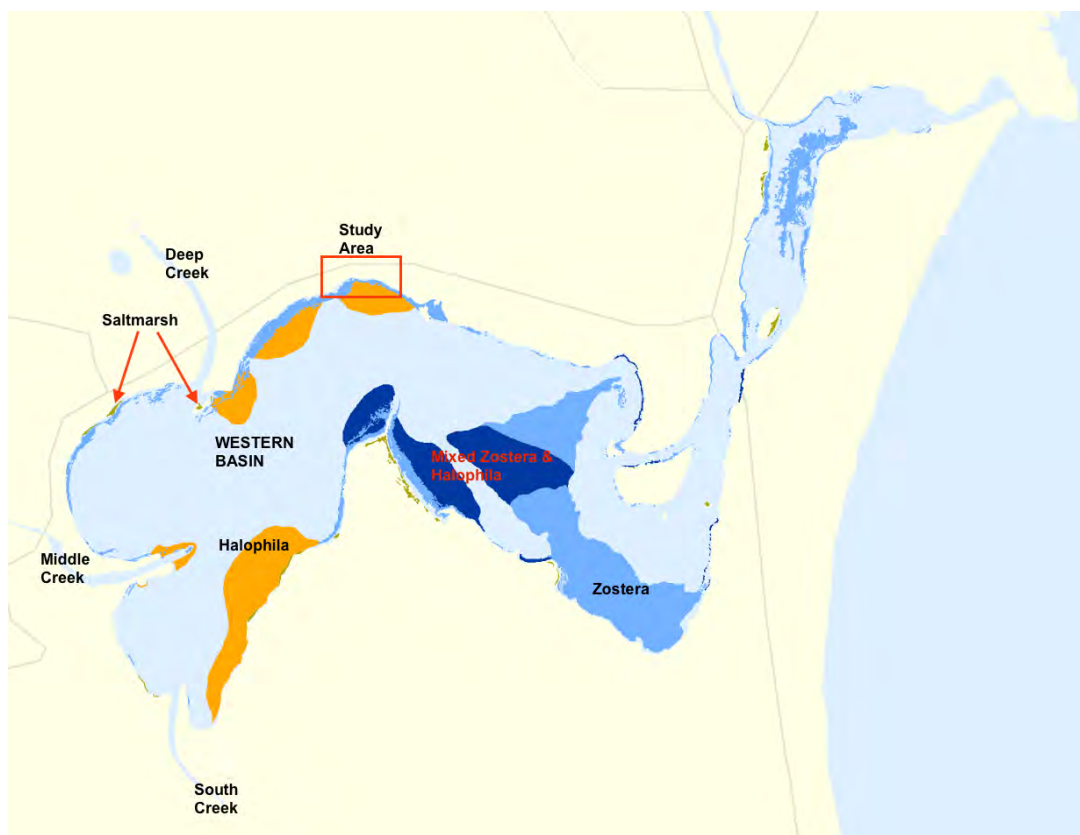 Study
Area
Deep
Creek
Saltmarsh
WESTERN
BASIN
Mixed Zostera &
Halophila
Halophila
Middle
Creek
Zostera
South
Creek